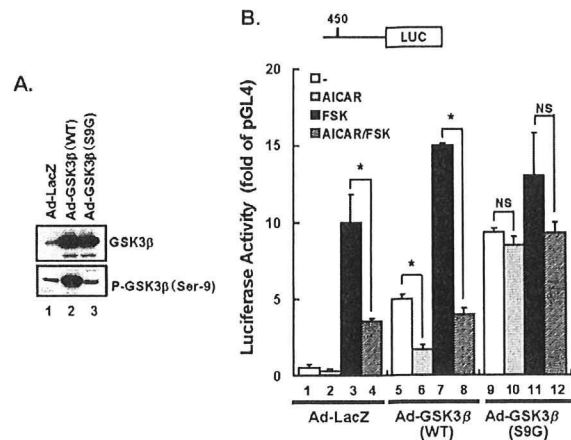 A.
Ad-LacZ
Ad-GSK3β(WT)
Ad-GSK3β(S9G)
GSK3β
P-GSK3β(Ser-9)
1 2 3
B.
450
LUC
Luciferase Activity (fold of pGL4)
20
15
10
5
0
-
AICAR
FSK
AICAR/FSK
*
*
*
NS
NS
1 2 3 4 5 6 7 8 9 10 11 12
Ad-LacZ
Ad-GSK3β
(WT)
Ad-GSK3β
(S9G)